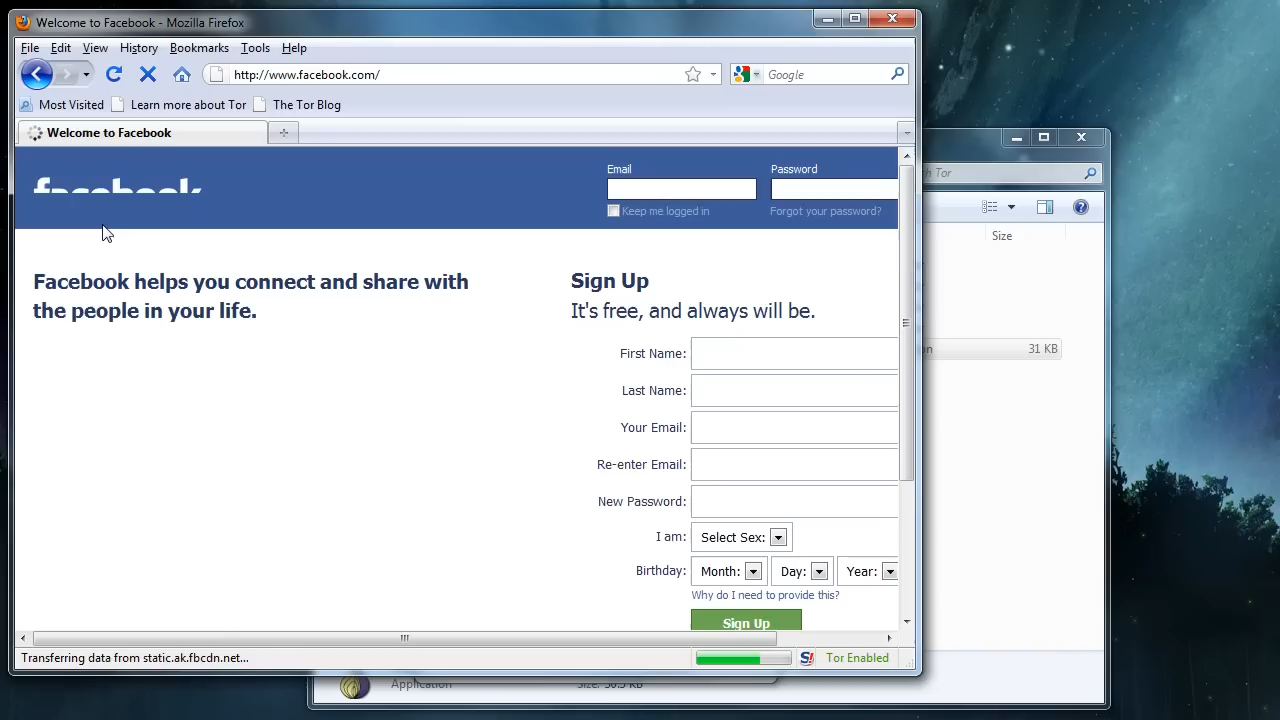 Welcome to Facebook - Mozilla Firefox
File Edit View History Bookmarks Tools Help
http://www.facebook.com/
Google
Most Visited Learn more about Tor The Tor Blog
Welcome to Facebook
facebook
Email Password
Keep me logged in Forgot your password?
Facebook helps you connect and share with
the people in your life.
Sign Up
It's free, and always will be.
First Name:
Last Name:
Your Email:
Re-enter Email:
New Password:
I am: Select Sex:
Birthday: Month: Day: Year:
Why do I need to provide this?
Sign Up
Transferring data from static.ak.fbcdn.net...
Tor Enabled
Tor
Size
31 KB
Application